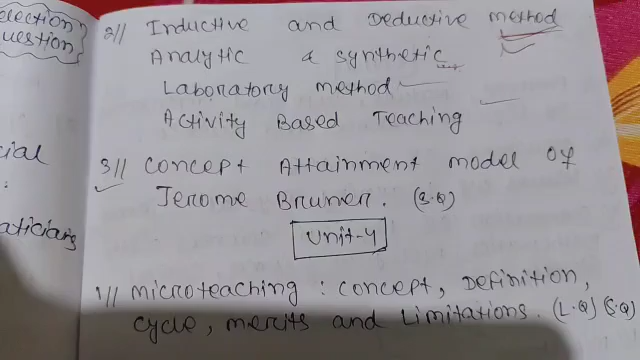 election
uestion
2// Inductive and Deductive method
Analytic & synthetic
Laboratory method
Activity Based Teaching
cial
:
aticians
3// Concept Attainment model of
Jerome Bruner. (S.Q)
Unit-4
1// microteaching : concept, Definition,
cycle, merits and Limitations. (L.Q) (S.Q)